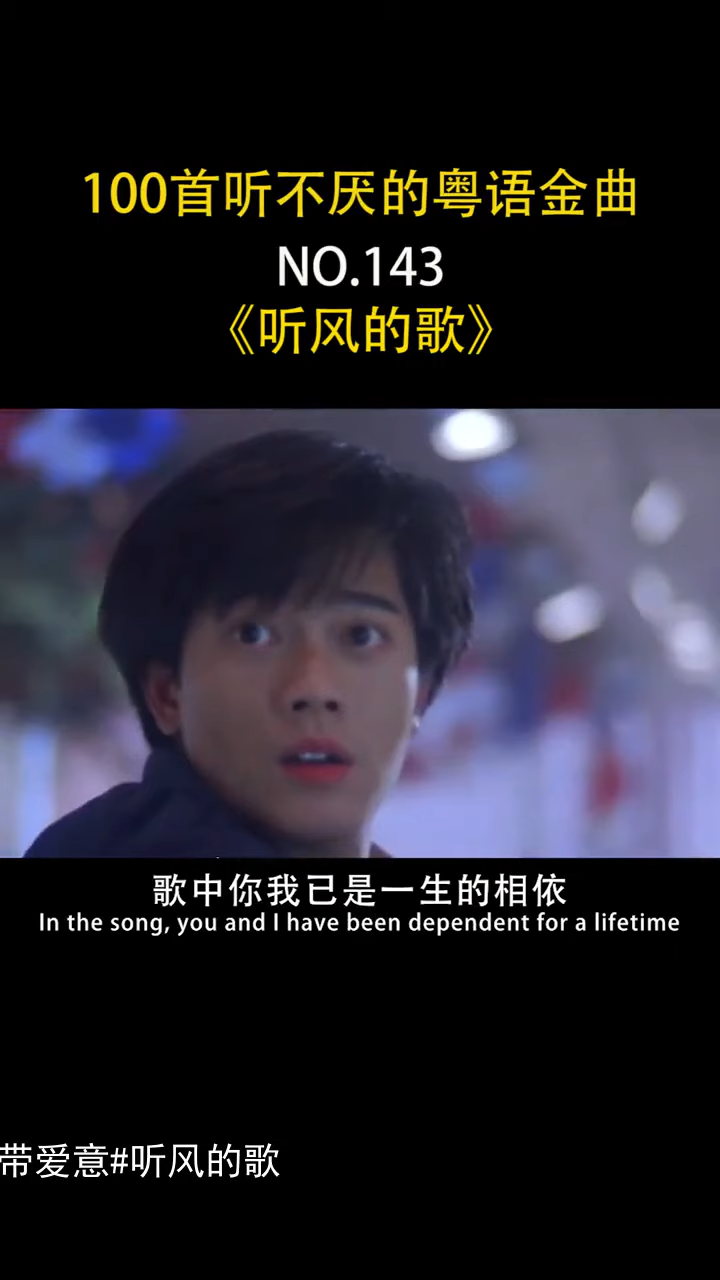 100首听不厌的粤语金曲
NO.143
《听风的歌》
歌中你我已是一生的相依
In the song, you and I have been dependent for a lifetime
带爱意#听风的歌